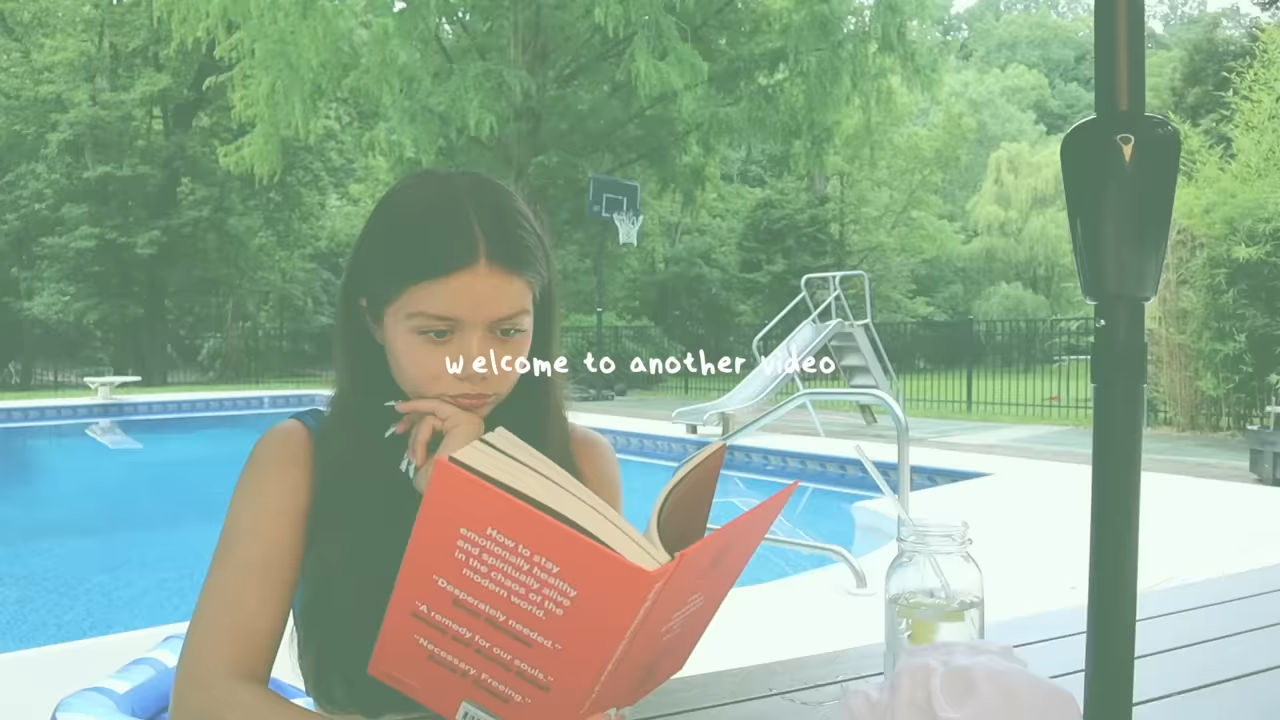 welcome to another video
How to stay
emotionally healthy
and spiritually alive
in the chaos of the
modern world.
"Desperately needed."
"A remedy for our souls."
"Necessary. Freeing."